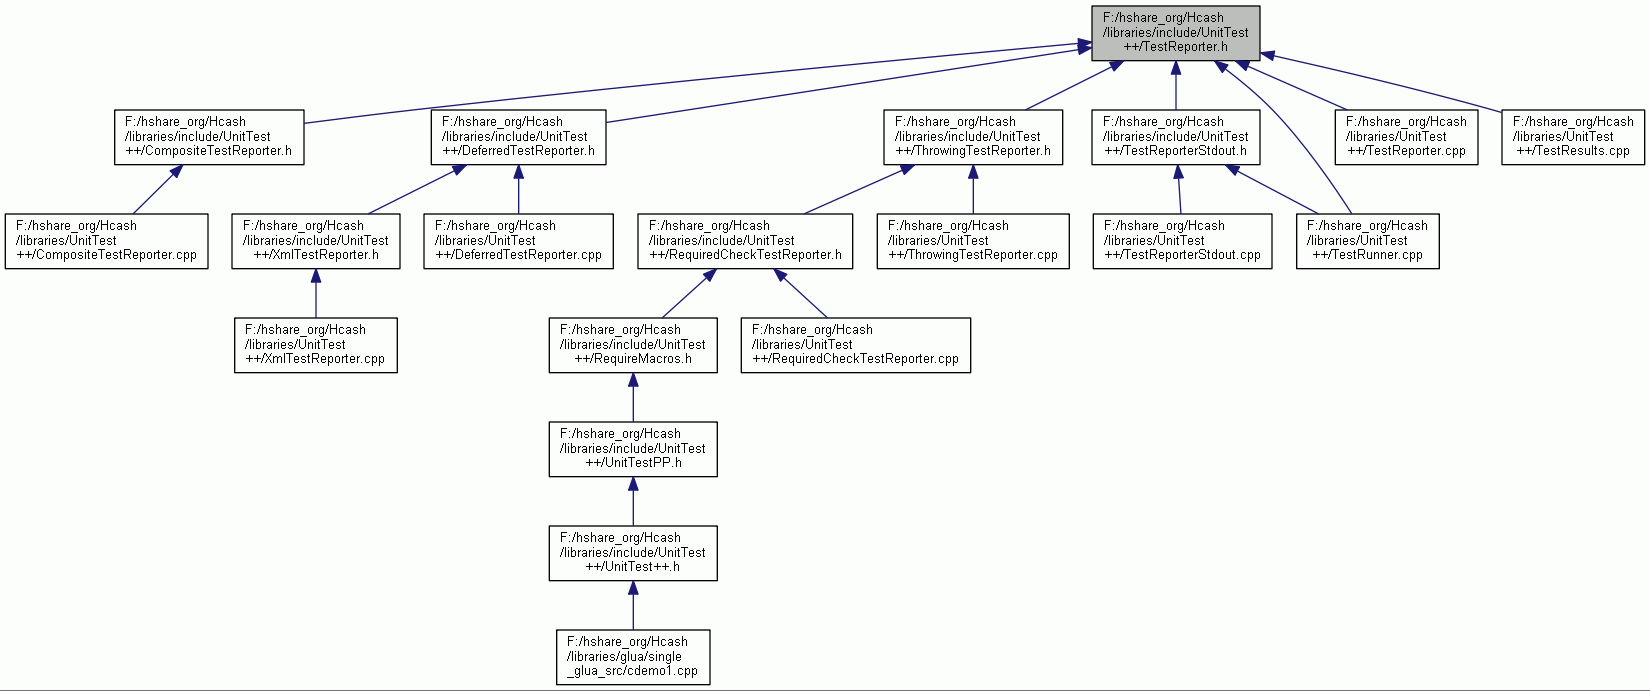 F:/hshare_org/Hcash
/libraries/include/UnitTest
++/TestReporter.h
F:/hshare_org/Hcash
/libraries/include/UnitTest
++/CompositeTestReporter.h
F:/hshare_org/Hcash
/libraries/include/UnitTest
++/DeferredTestReporter.h
F:/hshare_org/Hcash
/libraries/include/UnitTest
++/ThrowingTestReporter.h
F:/hshare_org/Hcash
/libraries/include/UnitTest
++/TestReporterStdout.h
F:/hshare_org/Hcash
/libraries/UnitTest
++/TestReporter.cpp
F:/hshare_org/Hcash
/libraries/UnitTest
++/TestResults.cpp
F:/hshare_org/Hcash
/libraries/UnitTest
++/CompositeTestReporter.cpp
F:/hshare_org/Hcash
/libraries/include/UnitTest
++/XmlTestReporter.h
F:/hshare_org/Hcash
/libraries/UnitTest
++/DeferredTestReporter.cpp
F:/hshare_org/Hcash
/libraries/include/UnitTest
++/RequiredCheckTestReporter.h
F:/hshare_org/Hcash
/libraries/UnitTest
++/ThrowingTestReporter.cpp
F:/hshare_org/Hcash
/libraries/UnitTest
++/TestReporterStdout.cpp
F:/hshare_org/Hcash
/libraries/UnitTest
++/TestRunner.cpp
F:/hshare_org/Hcash
/libraries/UnitTest
++/XmlTestReporter.cpp
F:/hshare_org/Hcash
/libraries/include/UnitTest
++/RequireMacros.h
F:/hshare_org/Hcash
/libraries/UnitTest
++/RequiredCheckTestReporter.cpp
F:/hshare_org/Hcash
/libraries/include/UnitTest
++/UnitTestPP.h
F:/hshare_org/Hcash
/libraries/include/UnitTest
++/UnitTest++.h
F:/hshare_org/Hcash
/libraries/glua/single
_glua_src/cdemo1.cpp